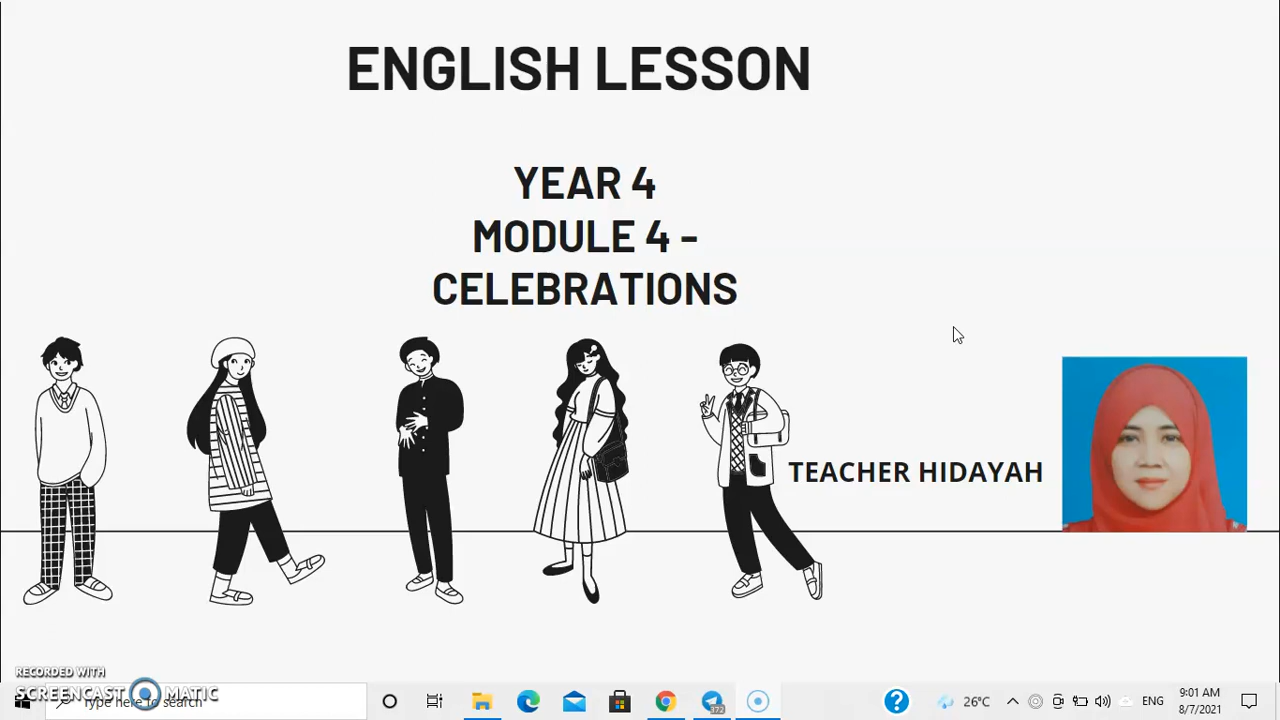 ENGLISH LESSON
YEAR 4
MODULE 4 -
CELEBRATIONS
TEACHER HIDAYAH
RECORDED WITH
SCREENCAST MATIC
Type here to search
372
26°C
ENG
9:01 AM
8/7/2021